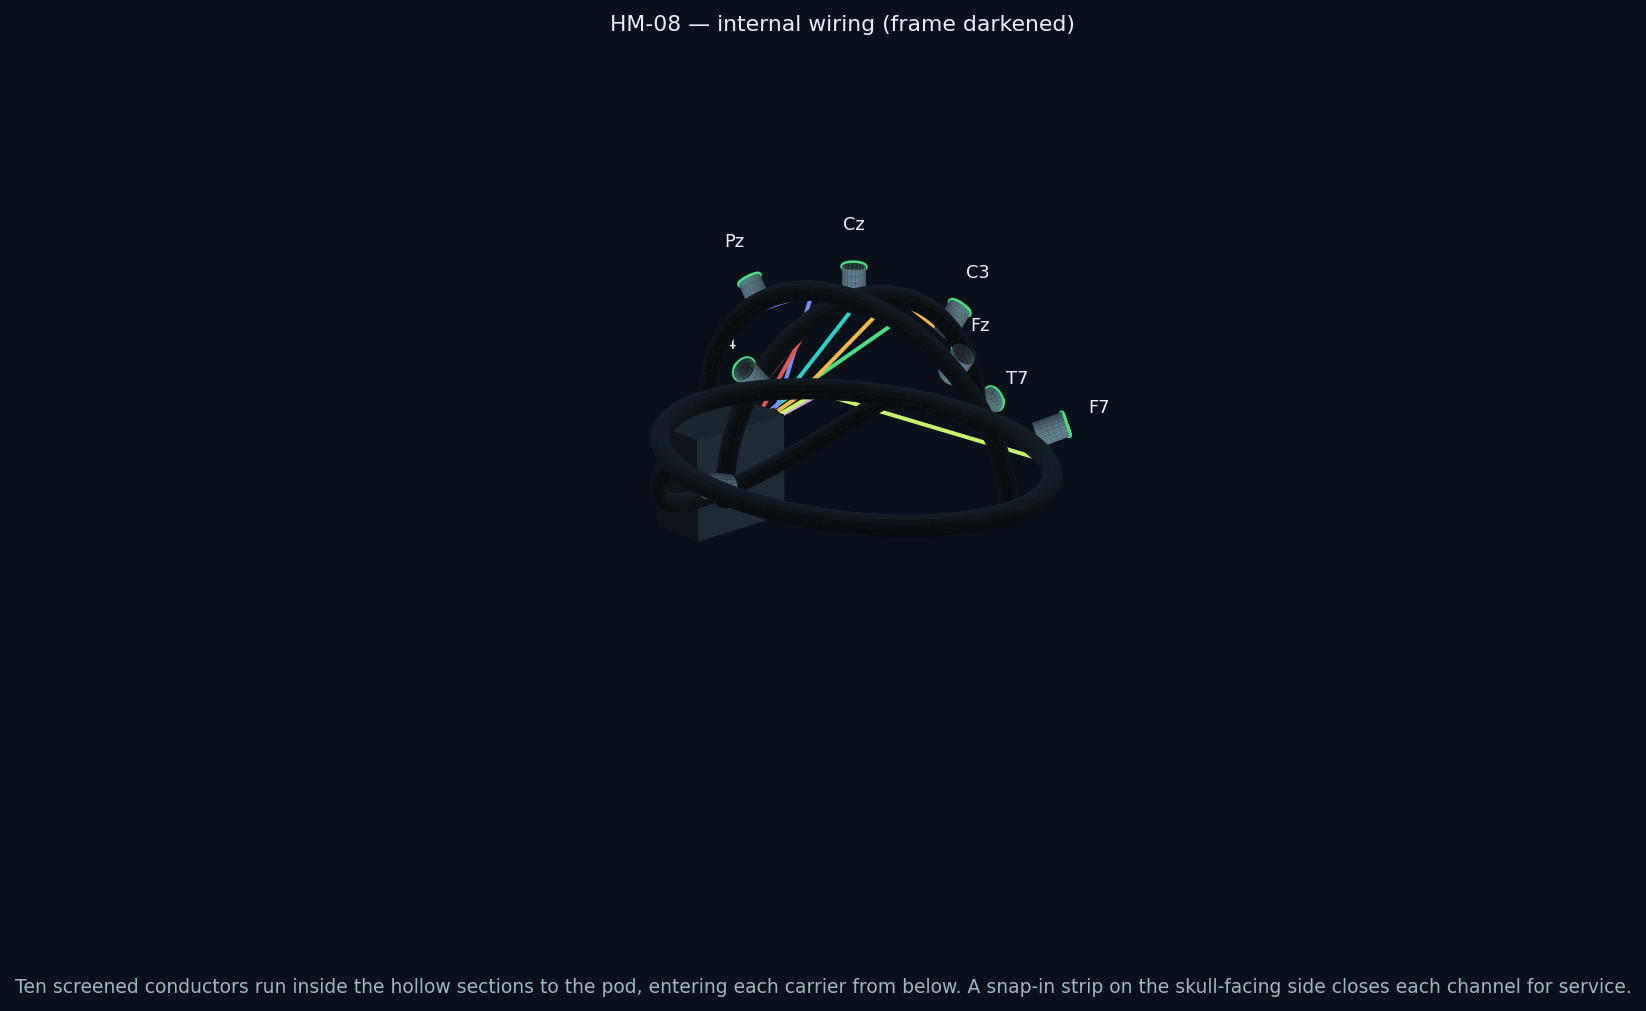 HM-08 — internal wiring (frame darkened)
Cz
Pz
C3
Fz
4
T7
F7
Ten screened conductors run inside the hollow sections to the pod, entering each carrier from below. A snap-in strip on the skull-facing side closes each channel for service.